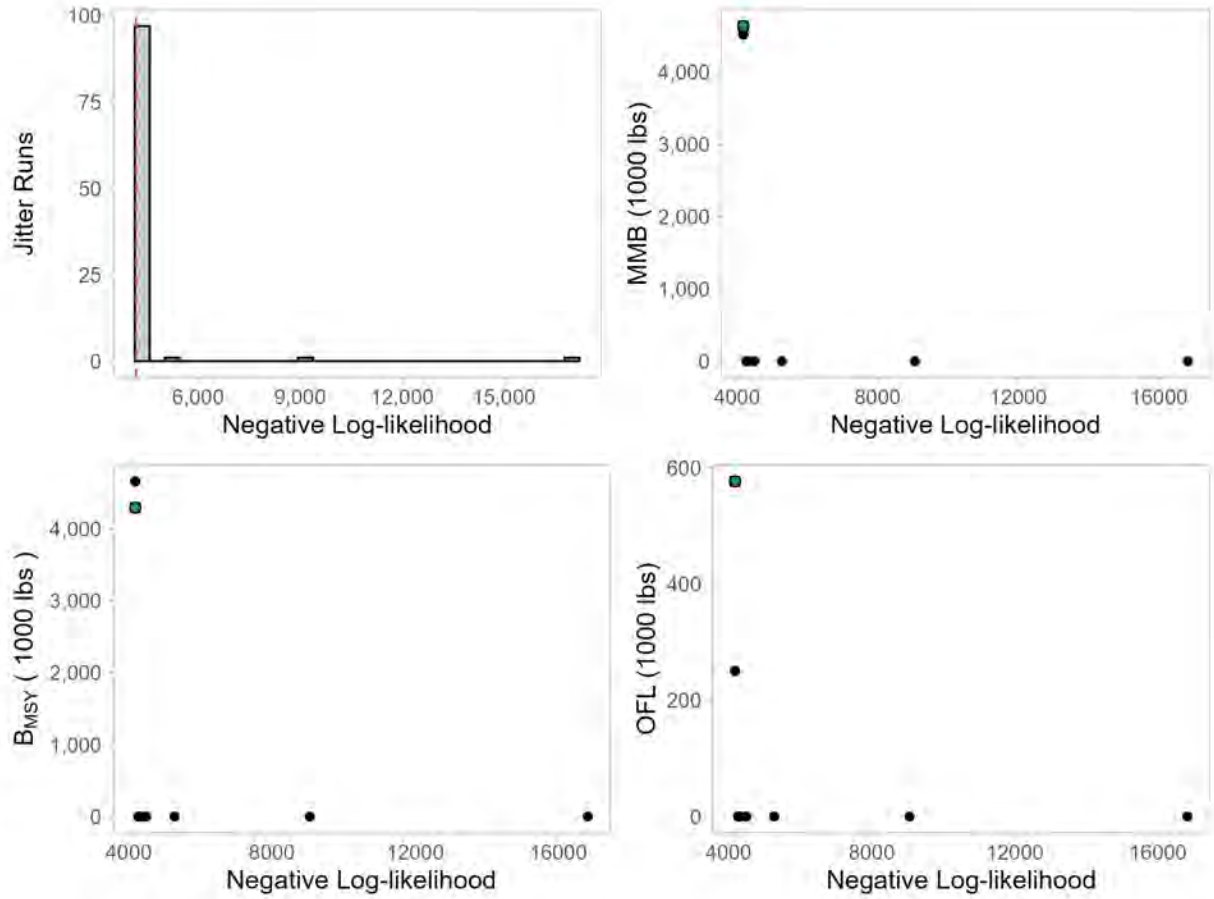 100
75
50
25
0
Jitter Runs
6,000 9,000 12,000 15,000
Negative Log-likelihood
4,000
3,000
2,000
1,000
0
MMB (1000 lbs)
4000 8000 12000 16000
Negative Log-likelihood
4,000
3,000
2,000
1,000
0
BMSY ( 1000 lbs )
4000 8000 12000 16000
Negative Log-likelihood
600
400
200
0
OFL (1000 lbs)
4000 8000 12000 16000
Negative Log-likelihood